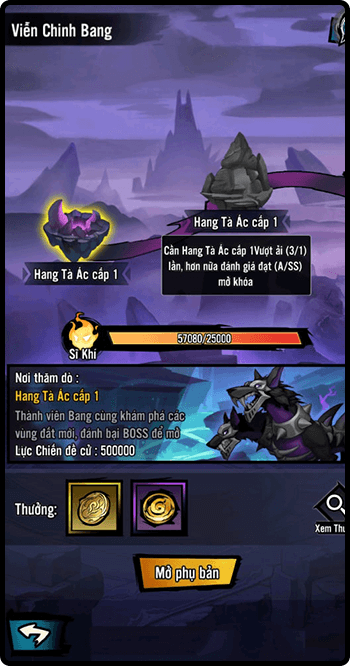 Viễn Chinh Bang
Hang Tà Ác cấp 1
Hang Tà Ác cấp 1
Cần Hang Tà Ác cấp 1Vượt ải (3/1)
lần, hơn nữa đánh giá đạt (A/SS)
mở khóa
57080/25000
Sĩ Khí
Nơi thăm dò :
Hang Tà Ác cấp 1
Thành viên Bang cùng khám phá các
vùng đất mới, đánh bại BOSS để mở
Lực Chiến đề cử : 500000
Thưởng:
Xem Thư
Mở phụ bản